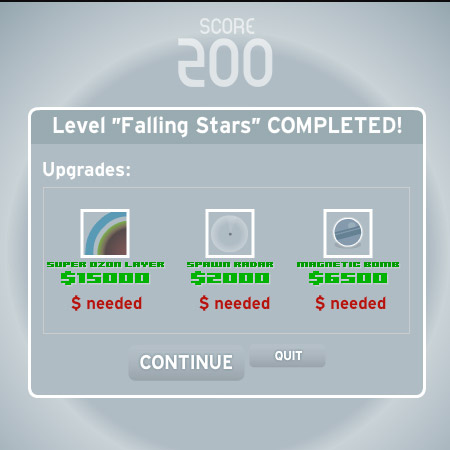 SCORE
200
Level "Falling Stars" COMPLETED!
Upgrades:
SUPER OZON LAYER SPAWN RADAR MAGNETIC BOMB
$15000 $2000 $6500
$ needed $ needed $ needed
CONTINUE QUIT